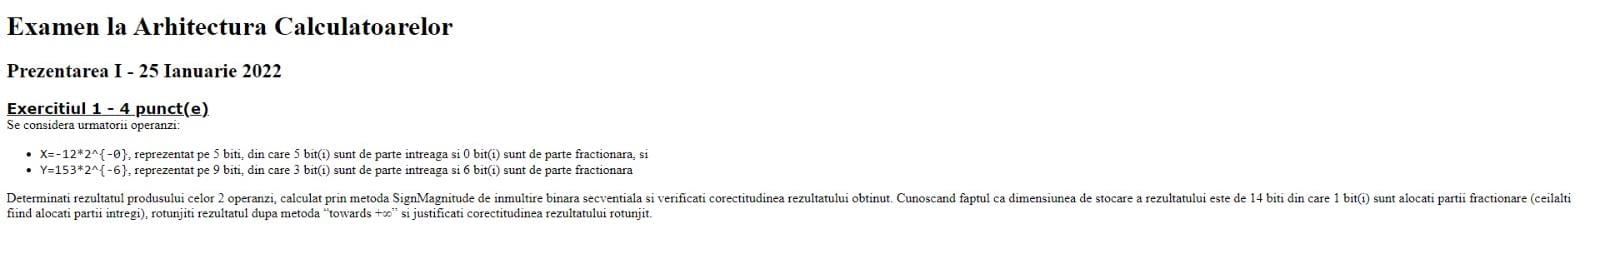 Examen la Arhitectura Calculatoarelor
Prezentarea I - 25 Ianuarie 2022
Exercitiul 1 - 4 punct(e)
Se considera urmatorii operanzi:
• X=-12*2^{-0}, reprezentat pe 5 biti, din care 5 bit(i) sunt de parte intreaga si 0 bit(i) sunt de parte fractionara, si
• Y=153*2^{-6}, reprezentat pe 9 biti, din care 3 bit(i) sunt de parte intreaga si 6 bit(i) sunt de parte fractionara
Determinati rezultatul produsului celor 2 operanzi, calculat prin metoda SignMagnitude de inmultire binara secventiala si verificati corectitudinea rezultatului obtinut. Cunoscand faptul ca dimensiunea de stocare a rezultatului este de 14 biti din care 1 bit(i) sunt alocati partii fractionare (ceilalti
fiind alocati partii intregi), rotunjiti rezultatul dupa metoda “towards +∞” si justificati corectitudinea rezultatului rotunjit.